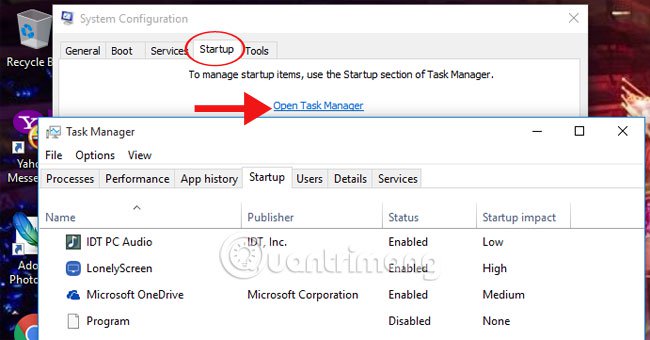 System Configuration
Recycle B
General Boot Services Startup Tools
To manage startup items, use the Startup section of Task Manager.
Open Task Manager
Task Manager
File Options View
Processes Performance App history Startup Users Details Services
Name Publisher Status Startup impact
IDT PC Audio IDT, Inc. Enabled Low
LonelyScreen Enabled High
Microsoft OneDrive Microsoft Corporation Enabled Medium
Program Disabled None
Yaho
Messe
Ado
Photo
Quantrimang